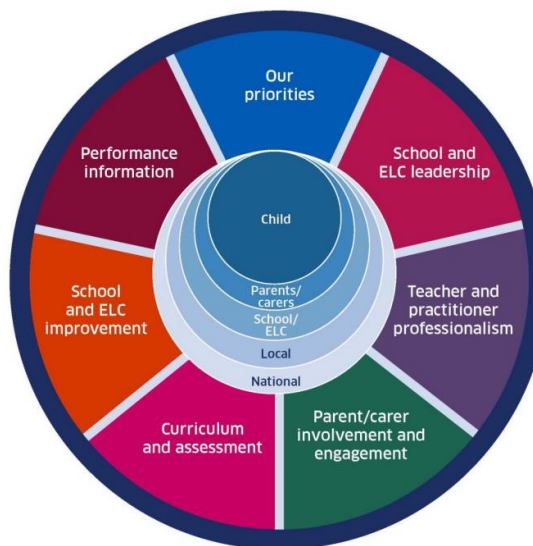 Our
priorities
School and
ELC leadership
Teacher and
practitioner
professionalism
Parent/carer
involvement and
engagement
Curriculum
and assessment
School
and ELC
improvement
Performance
information
Child
Parents/
carers
School/
ELC
Local
National